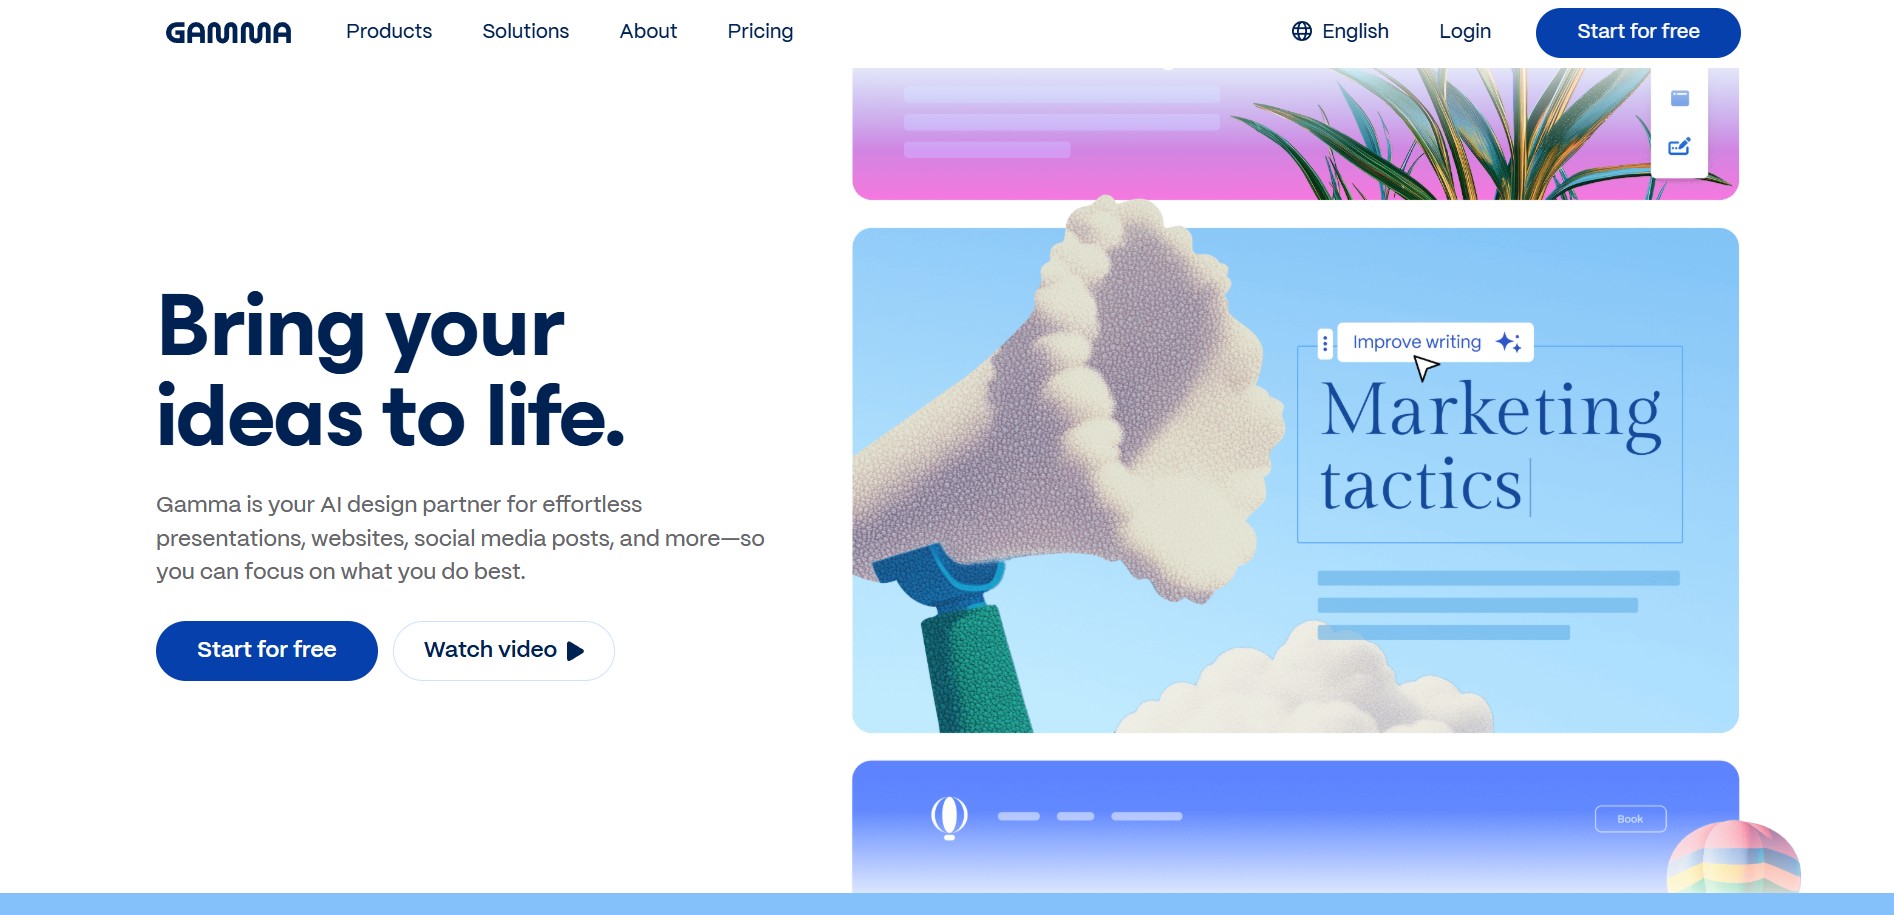 GAMMA Products Solutions About Pricing English Login Start for free
Bring your
ideas to life.
Gamma is your AI design partner for effortless
presentations, websites, social media posts, and more—so
you can focus on what you do best.
Start for free Watch video
Improve writing
Marketing
tactics
Book